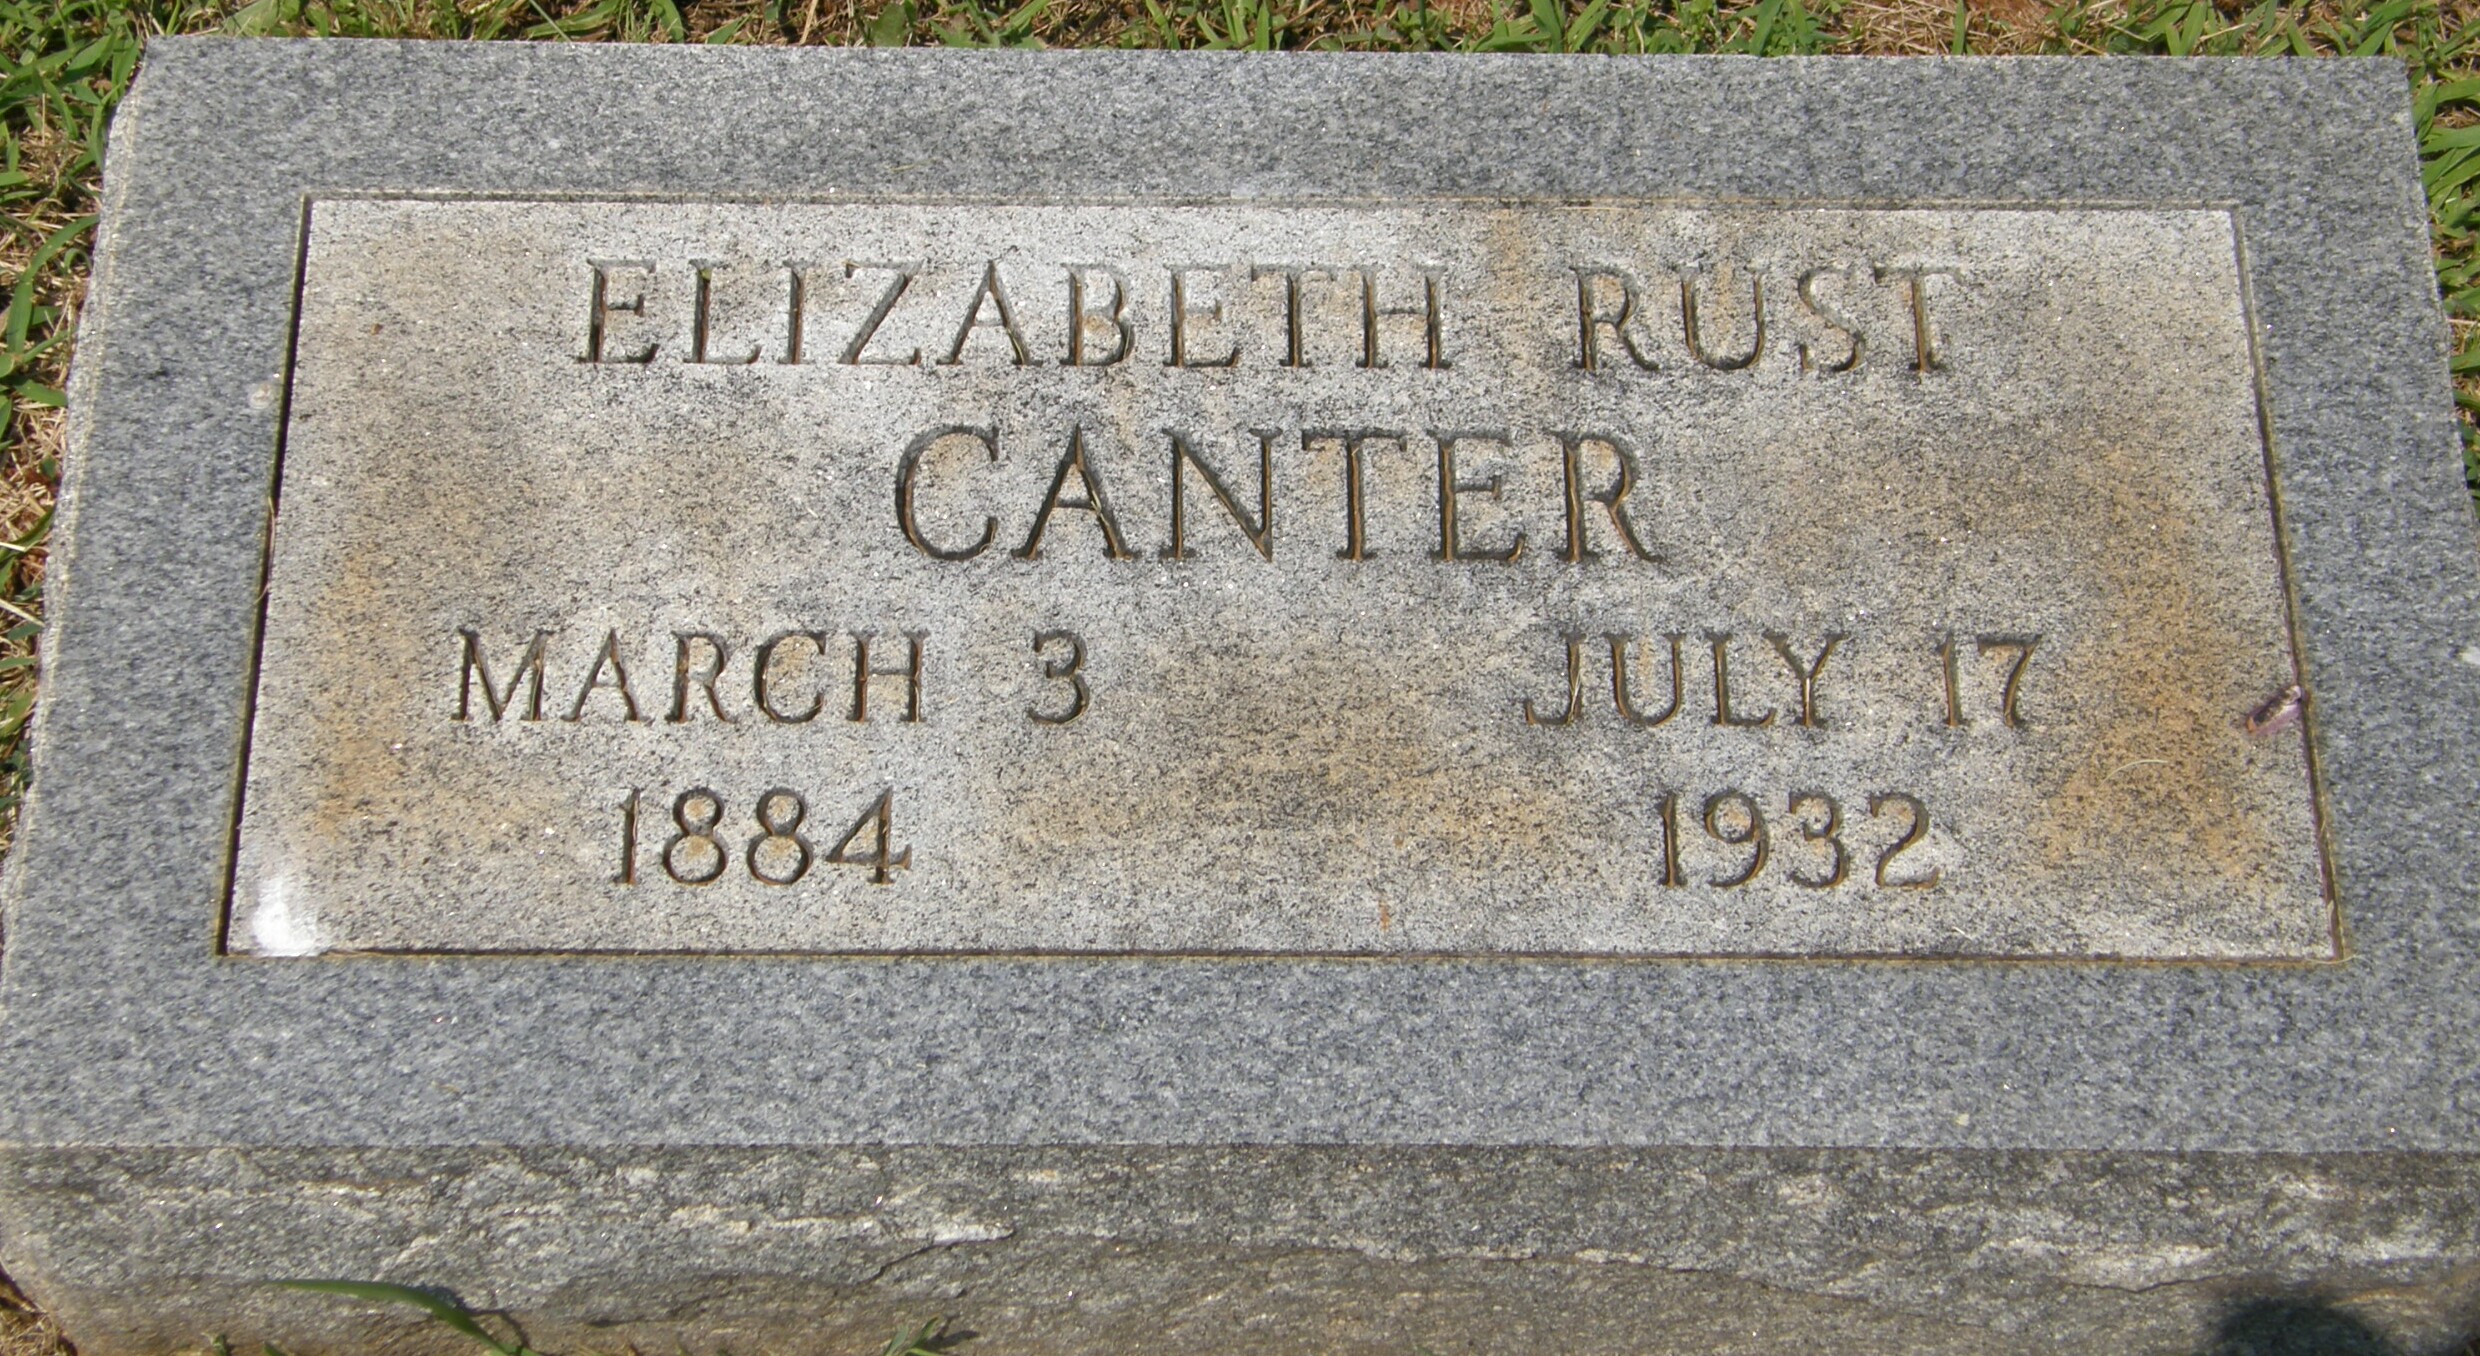 ELIZABETH RUST
CANTER
MARCH 3 JULY 17
1884 1932